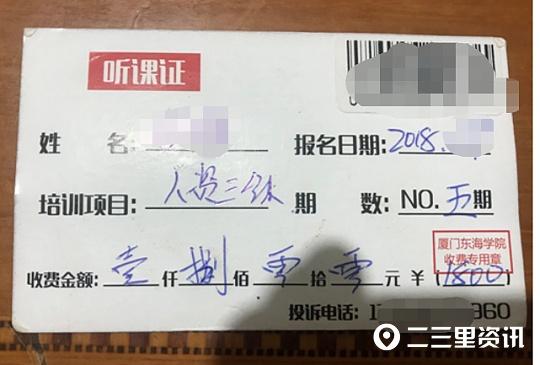 听课证
姓 名: 报名日期: 2018.
培训项目: 人资三级 期 数: NO.五期
厦门东海学院
收费专用章
收费金额: 壹 仟 捌 佰 零 拾 零 元 ¥ (1800)
投诉电话: 1 960
二三里资讯